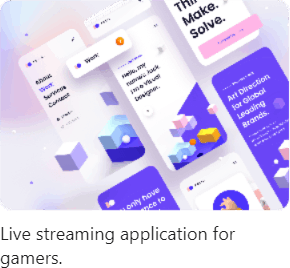 Thin
Make.
Solve.
Work
About
Work
Services
Contact
Hello, my
name's Jack
I'm a Visual
Designer.
Art Direction
for Global
Leading
Brands.
only have
Live streaming application for
gamers.